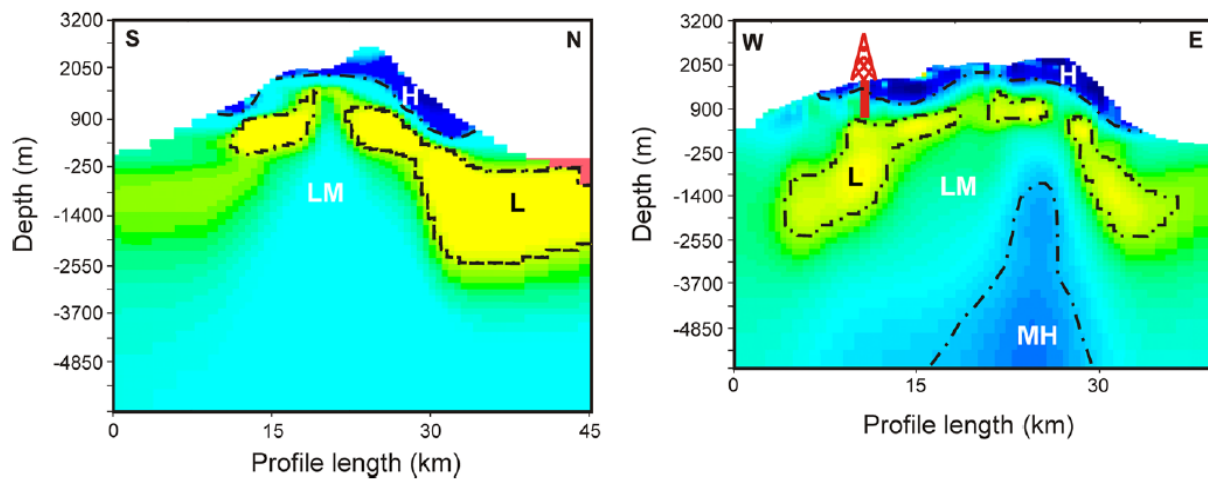 S N
Depth (m)
3200
2050
900
-250
-1400
-2550
-3700
-4850
H
LM
L
0 15 30 45
Profile length (km)
W E
Depth (m)
3200
2050
900
-250
-1400
-2550
-3700
-4850
H
L
LM
MH
0 15 30
Profile length (km)